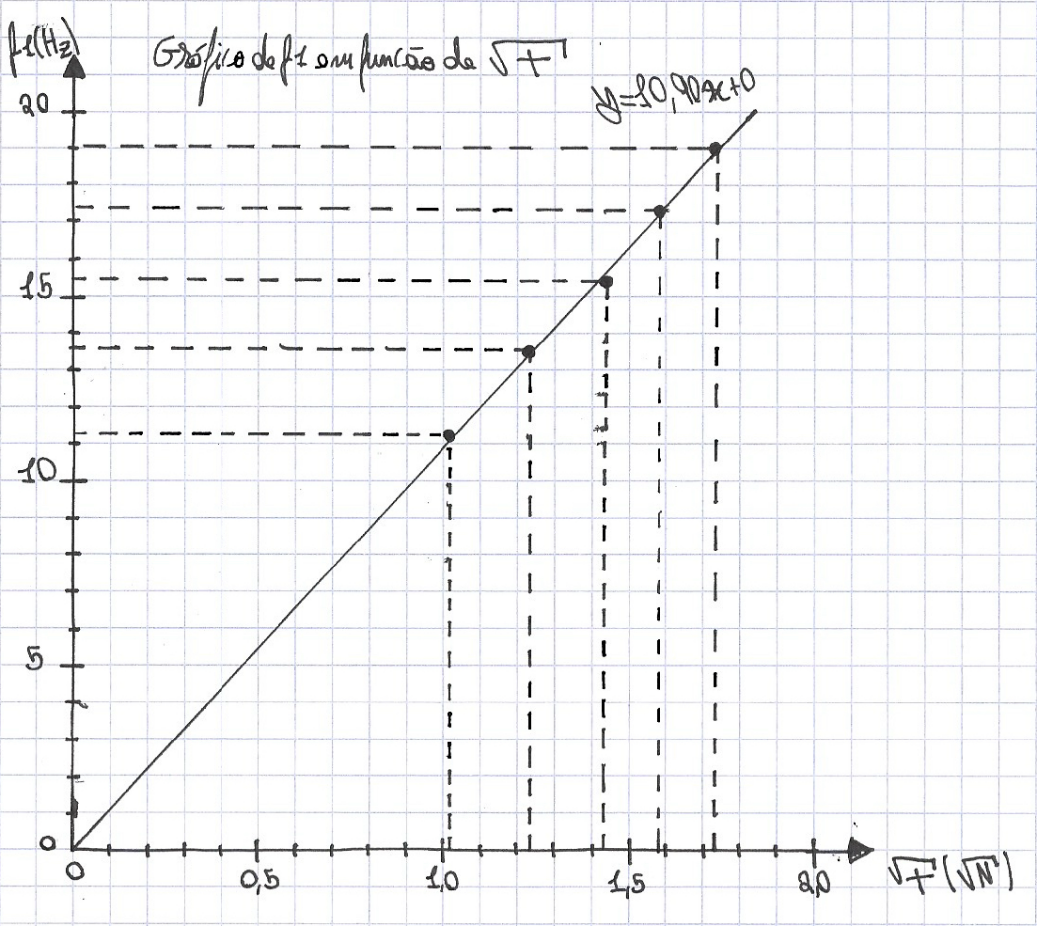 f1(Hz)
Gráfico de f1 em função de √T
y=10,90x+0
20
15
10
5
0
0 0,5 1,0 1,5 2,0 √T (√N)